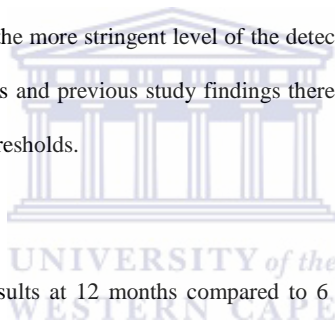 the more stringent level of the detec
s and previous study findings there
resholds.
UNIVERSITY of the
sults at 12 months compared to 6
WESTERN CAPE